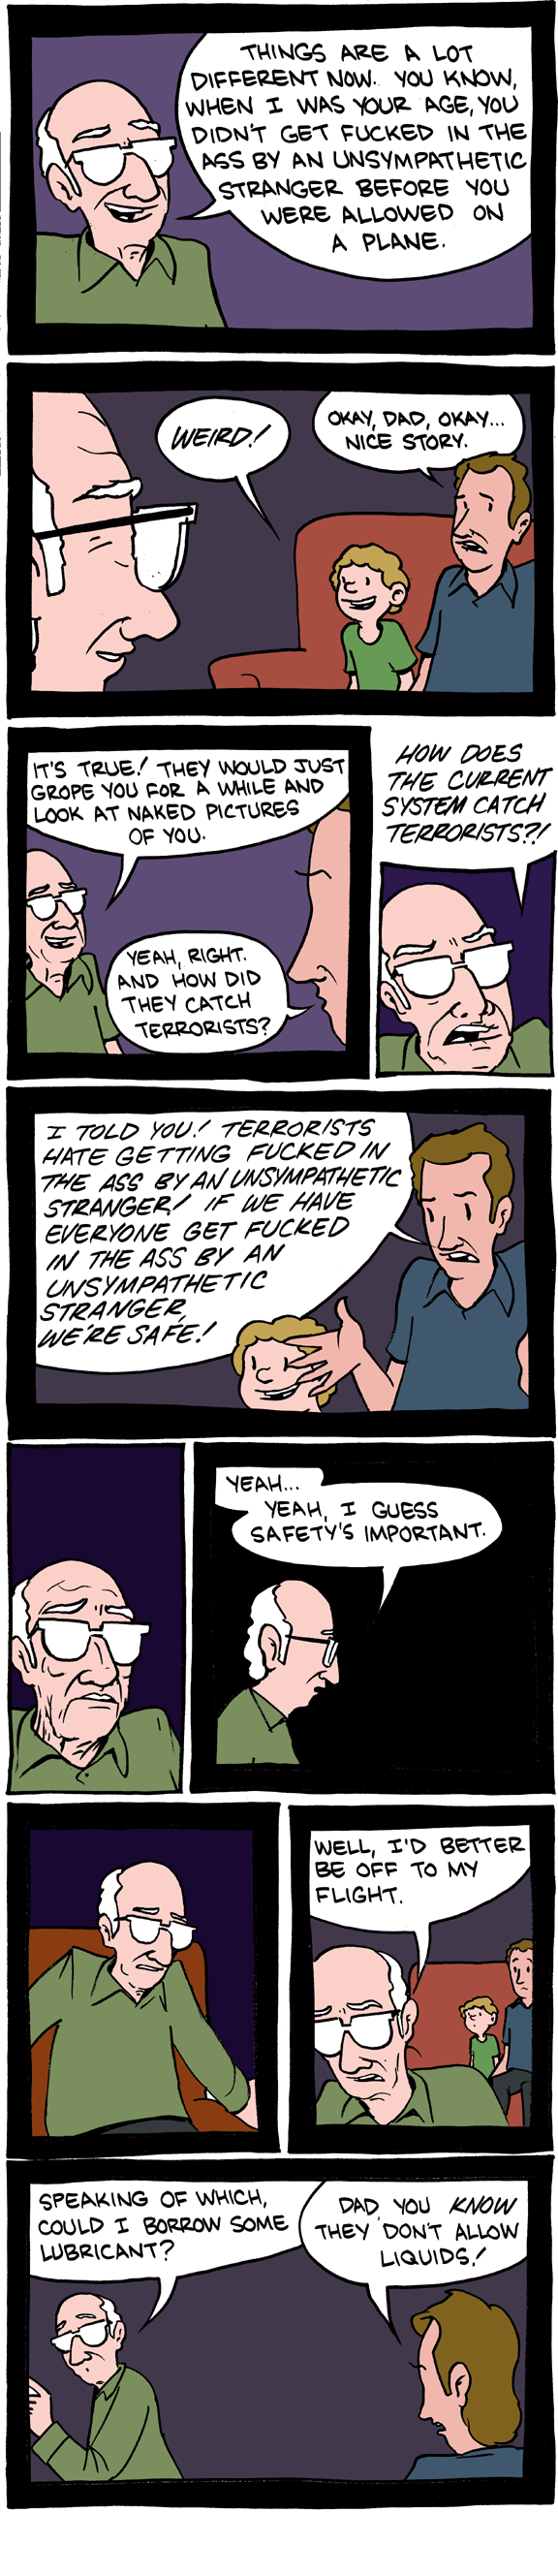 THINGS ARE A LOT
DIFFERENT NOW. YOU KNOW,
WHEN I WAS YOUR AGE, YOU
DIDN'T GET FUCKED IN THE
ASS BY AN UNSYMPATHETIC
STRANGER BEFORE YOU
WERE ALLOWED ON
A PLANE.
WEIRD!
OKAY, DAD, OKAY...
NICE STORY.
IT'S TRUE! THEY WOULD JUST
GROPE YOU FOR A WHILE AND
LOOK AT NAKED PICTURES
OF YOU.
YEAH, RIGHT.
AND HOW DID
THEY CATCH
TERRORISTS?
HOW DOES
THE CURRENT
SYSTEM CATCH
TERRORISTS?!
I TOLD YOU! TERRORISTS
HATE GETTING FUCKED IN
THE ASS BY AN UNSYMPATHETIC
STRANGER! IF WE HAVE
EVERYONE GET FUCKED
IN THE ASS BY AN
UNSYMPATHETIC
STRANGER,
WE'RE SAFE!
YEAH...
YEAH, I GUESS
SAFETY'S IMPORTANT.
WELL, I'D BETTER
BE OFF TO MY
FLIGHT.
SPEAKING OF WHICH,
COULD I BORROW SOME
LUBRICANT?
DAD, YOU KNOW
THEY DON'T ALLOW
LIQUIDS!